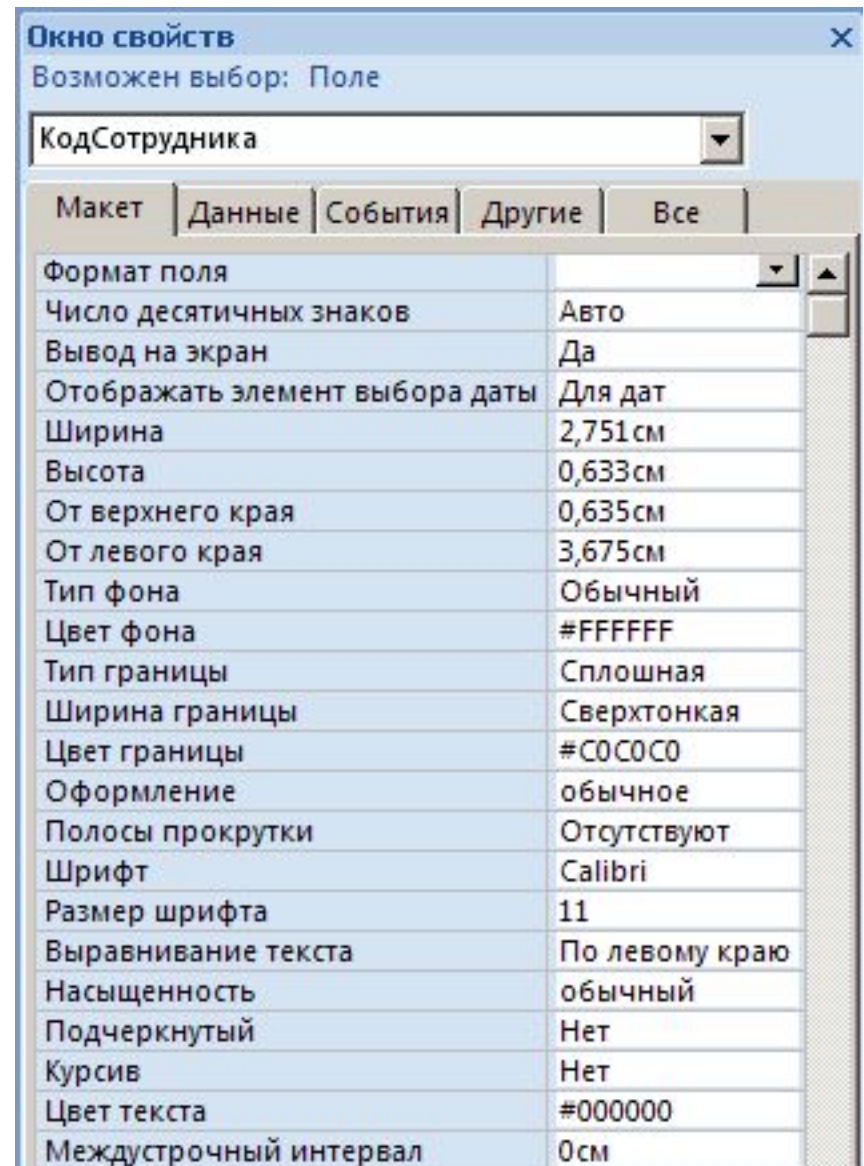 Окно свойств
Возможен выбор: Поле
КодСотрудника
Макет Данные События Другие Все
Формат поля
Число десятичных знаков Авто
Вывод на экран Да
Отображать элемент выбора даты Для дат
Ширина 2,751см
Высота 0,633см
От верхнего края 0,635см
От левого края 3,675см
Тип фона Обычный
Цвет фона #FFFFFF
Тип границы Сплошная
Ширина границы Сверхтонкая
Цвет границы #C0C0C0
Оформление обычное
Полосы прокрутки Отсутствуют
Шрифт Calibri
Размер шрифта 11
Выравнивание текста По левому краю
Насыщенность обычный
Подчеркнутый Нет
Курсив Нет
Цвет текста #000000
Междустрочный интервал 0см